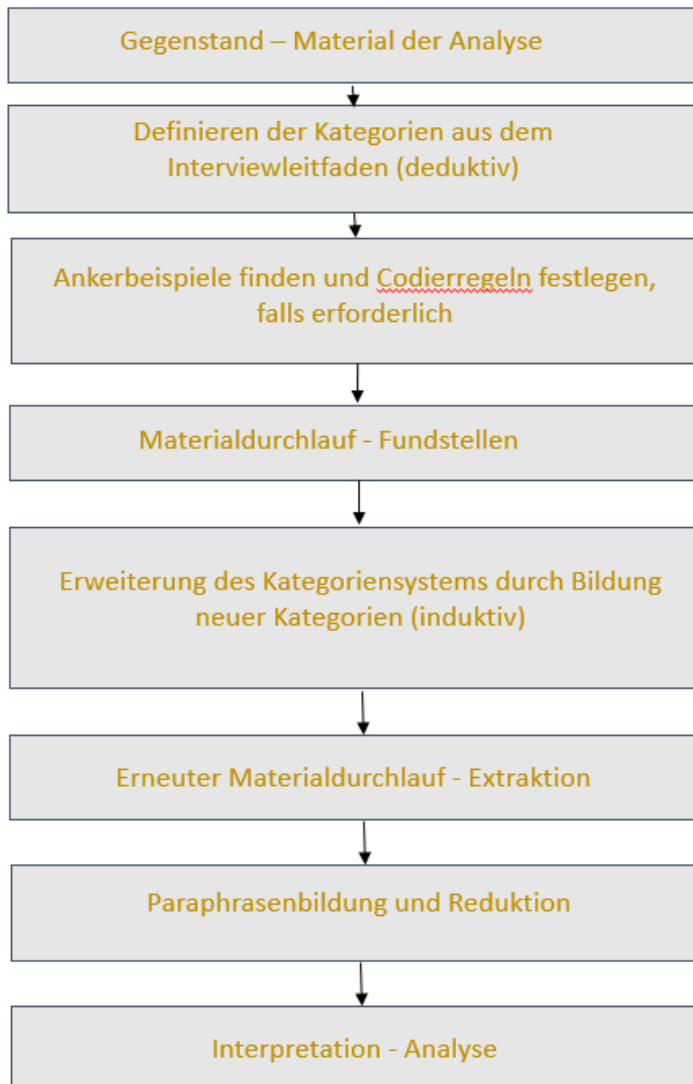 Gegenstand – Material der Analyse
Definieren der Kategorien aus dem
Interviewleitfaden (deduktiv)
Ankerbeispiele finden und Codierregeln festlegen,
falls erforderlich
Materialdurchlauf - Fundstellen
Erweiterung des Kategoriensystems durch Bildung
neuer Kategorien (induktiv)
Erneuter Materialdurchlauf - Extraktion
Paraphrasenbildung und Reduktion
Interpretation - Analyse